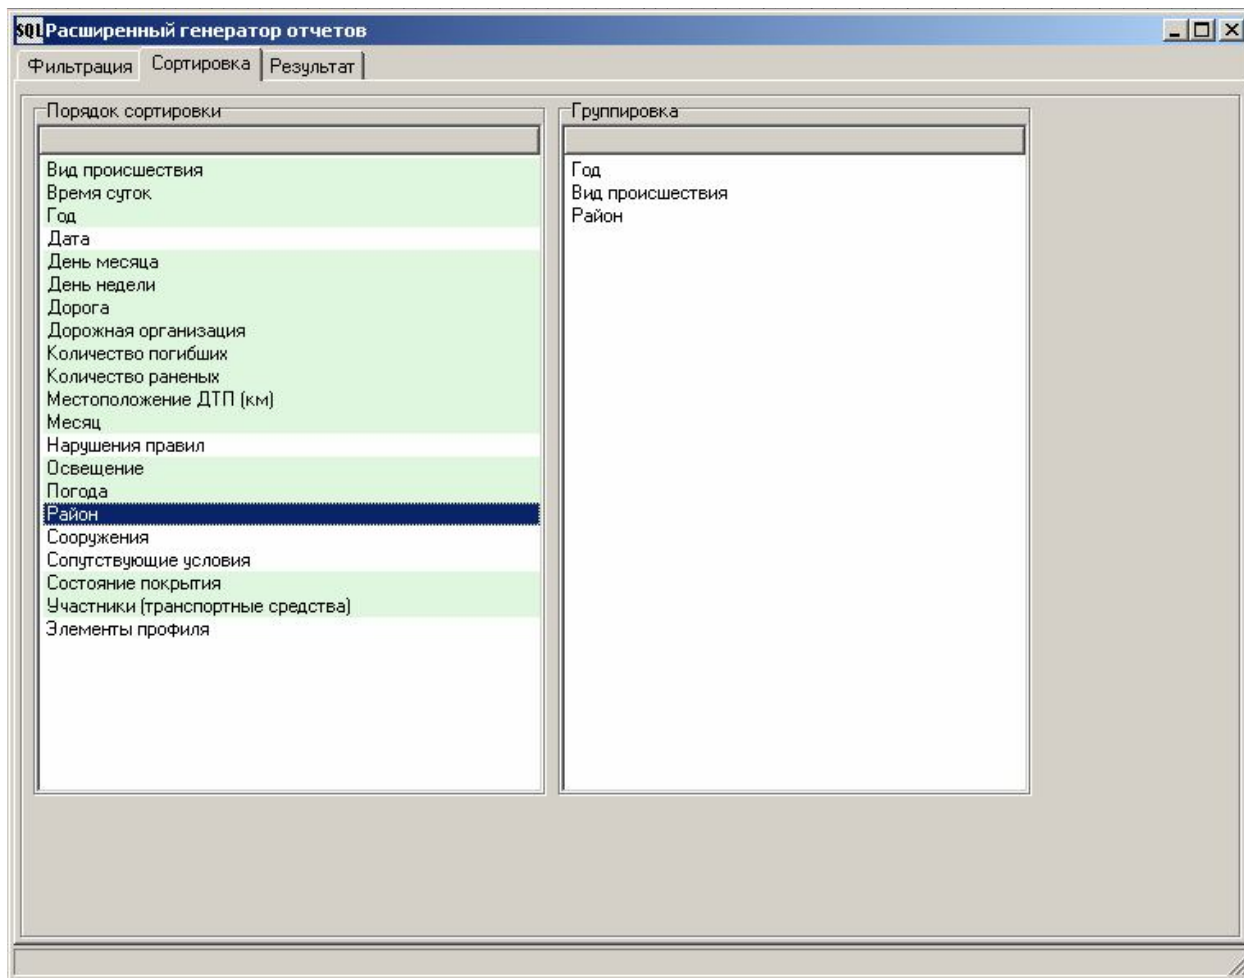 SQL Расширенный генератор отчетов
Фильтрация Сортировка Результат
Порядок сортировки
Вид происшествия
Время суток
Год
Дата
День месяца
День недели
Дорога
Дорожная организация
Количество погибших
Количество раненых
Местоположение ДТП (км)
Месяц
Нарушения правил
Освещение
Погода
Район
Сооружения
Сопутствующие условия
Состояние покрытия
Участники (транспортные средства)
Элементы профиля
Группировка
Год
Вид происшествия
Район